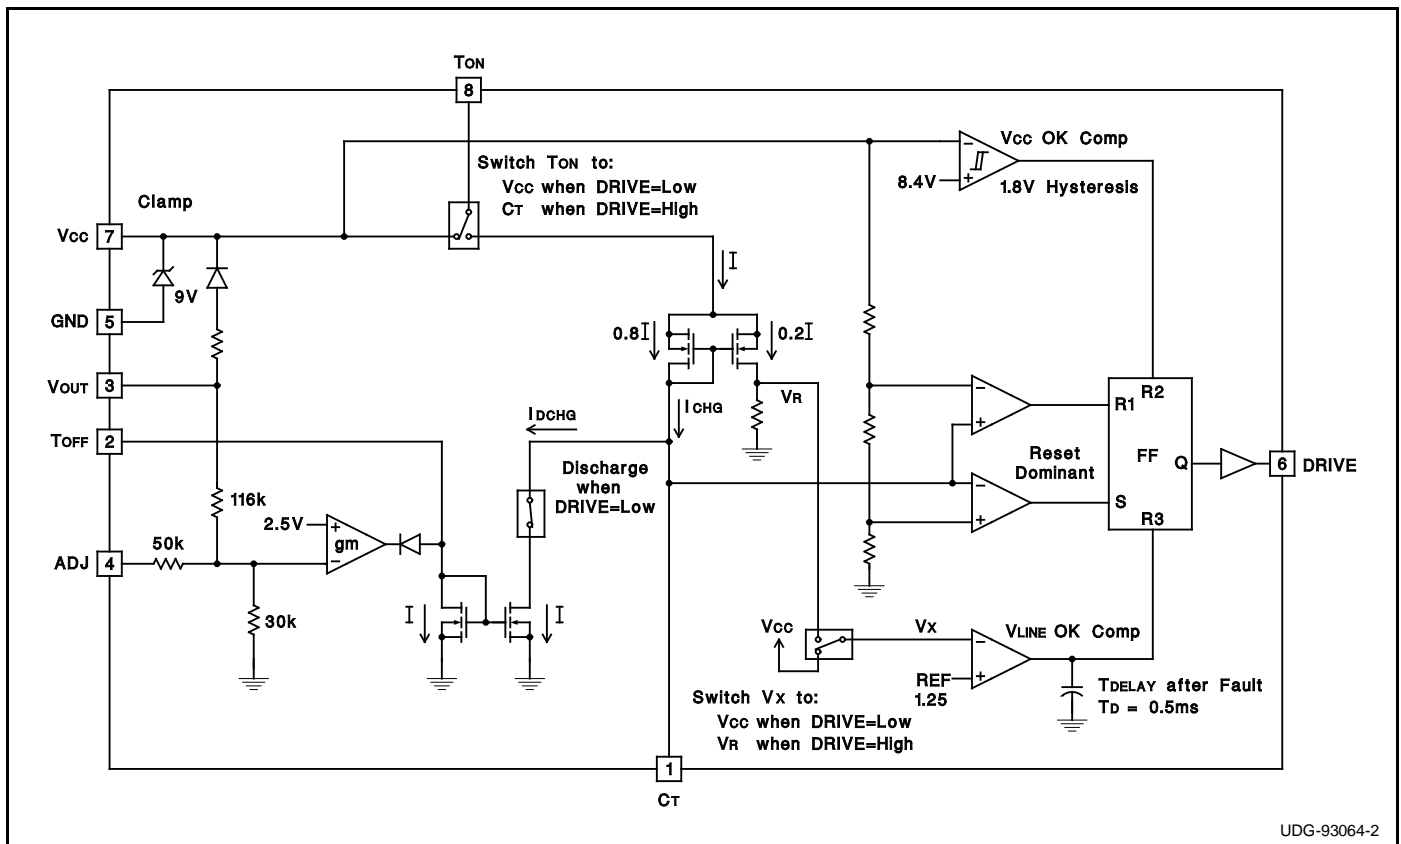 TON
8
Switch TON to:
VCC when DRIVE=Low
CT when DRIVE=High
VCC OK Comp
8.4V
1.8V Hysteresis
Clamp
VCC 7
9V
GND 5
I
0.8I
0.2I
VOUT 3
VR
ICHG
IDCHG
TOFF 2
R1
R2
Discharge
when
DRIVE=Low
Reset
Dominant
FF
Q
6 DRIVE
116k
S
R3
2.5V
+
gm
−
50k
ADJ 4
30k
I
I
VCC
VX
VLINE OK Comp
REF
1.25
Switch VX to:
VCC when DRIVE=Low
VR when DRIVE=High
TDELAY after Fault
TD = 0.5ms
1
CT
UDG-93064-2